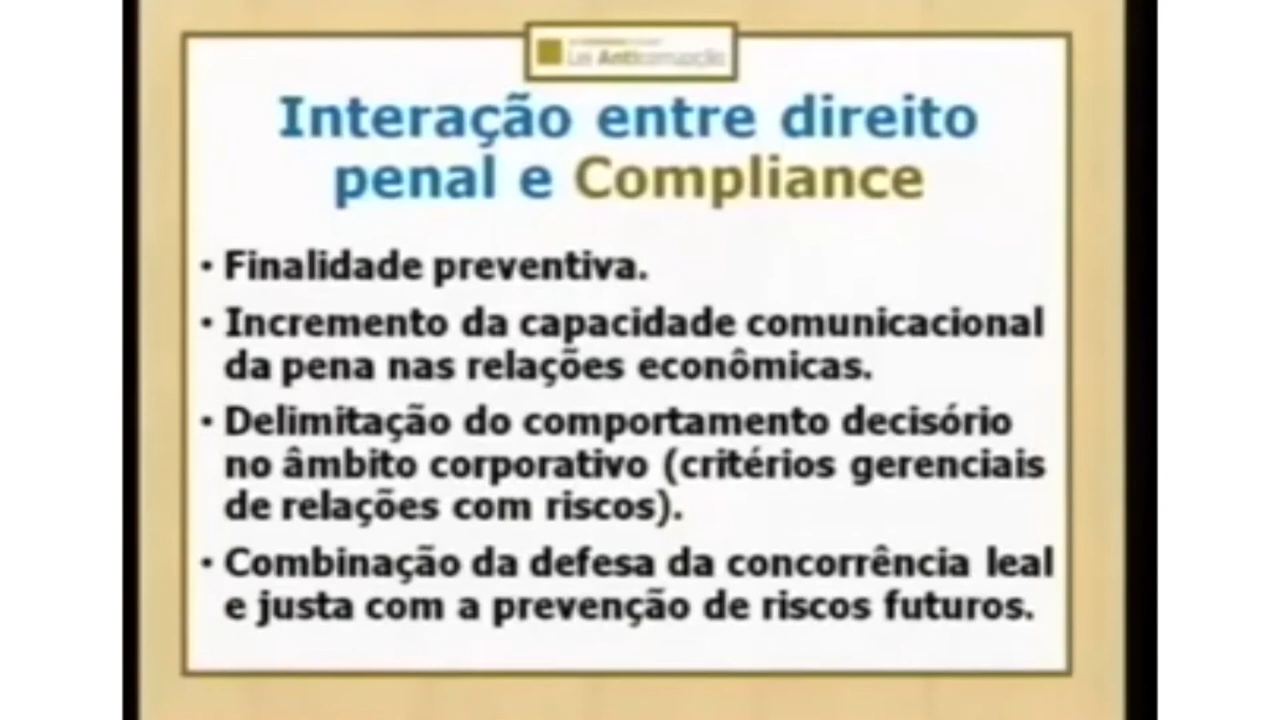 Lei Anticorrupção
Interação entre direito
penal e Compliance
• Finalidade preventiva.
• Incremento da capacidade comunicacional
da pena nas relações econômicas.
• Delimitação do comportamento decisório
no âmbito corporativo (critérios gerenciais
de relações com riscos).
• Combinação da defesa da concorrência leal
e justa com a prevenção de riscos futuros.